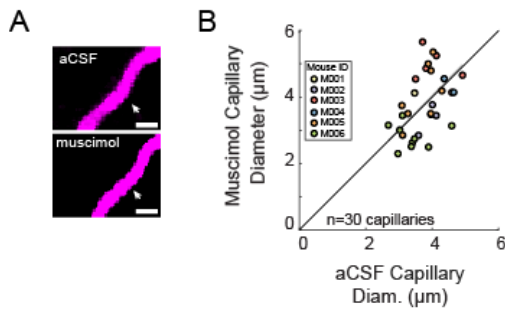 A
aCSF
muscimol
B
Muscimol Capillary
Diameter (µm)
6
4
2
0
Mouse ID
M001
M002
M003
M004
M005
M006
n=30 capillaries
0
2
4
6
aCSF Capillary
Diam. (µm)